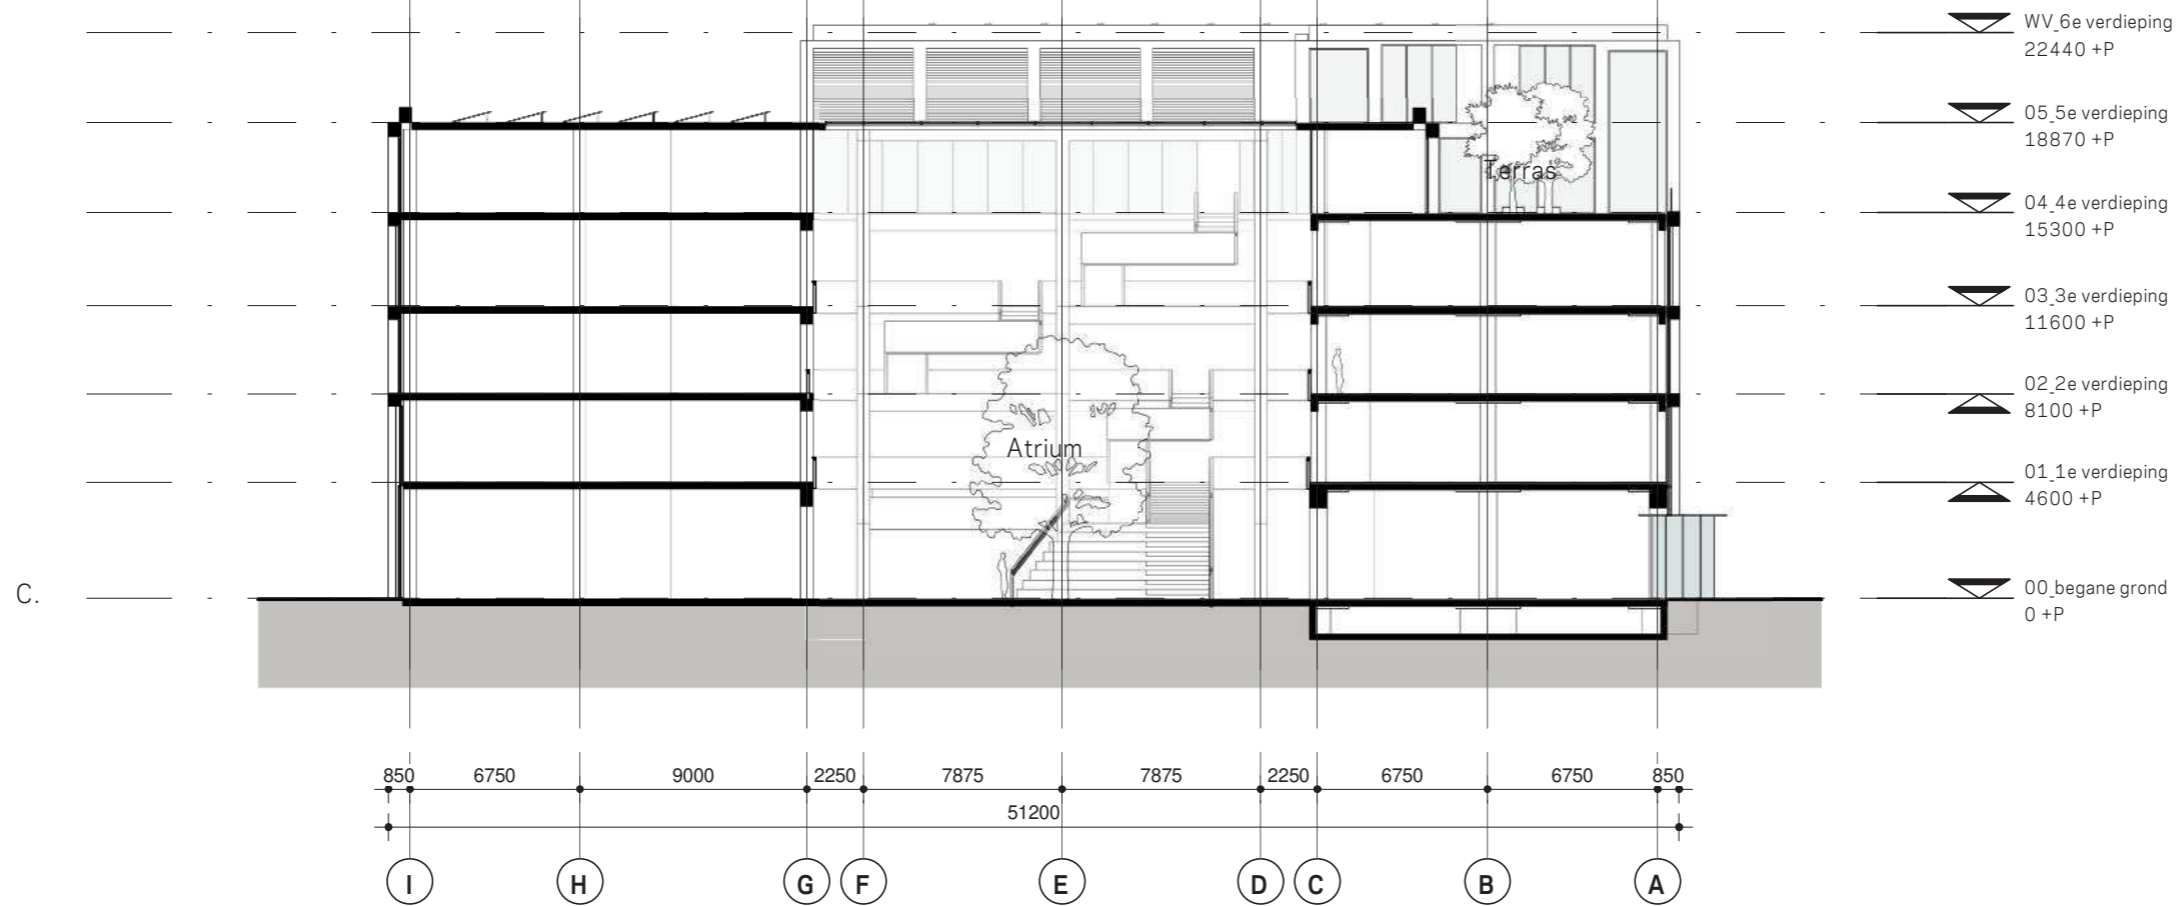 WV_6e verdieping
22440 +P
05_5e verdieping
18870 +P
Terras
04_4e verdieping
15300 +P
03_3e verdieping
11600 +P
02_2e verdieping
8100 +P
Atrium
01_1e verdieping
4600 +P
C.
00_begane grond
0 +P
850 6750 9000 2250 7875 7875 2250 6750 6750 850
51200
I H G F E D C B A